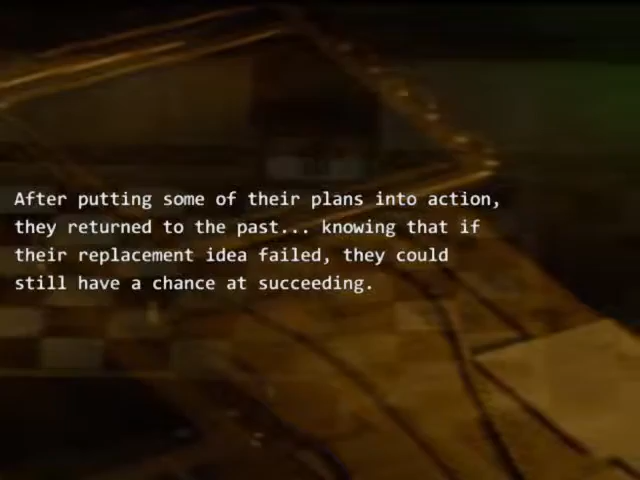 After putting some of their plans into action,
they returned to the past... knowing that if
their replacement idea failed, they could
still have a chance at succeeding.